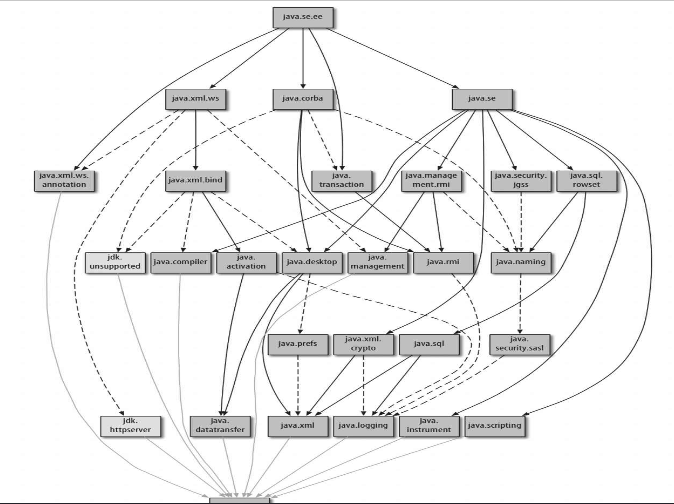 java.se.ee
java.xml.ws
java.corba
java.se
java.xml.ws.
annotation
java.xml.bind
java.
transaction
java.manage
ment.rmi
java.security.
jgss
java.sql.
rowset
jdk.
unsupported
java.compiler
java.
activation
java.desktop
java.
management
java.rmi
java.naming
java.prefs
java.xml.
crypto
java.sql
java.
security.sasl
jdk.
httpserver
java.
datatransfer
java.xml
java.logging
java.
instrument
java.scripting